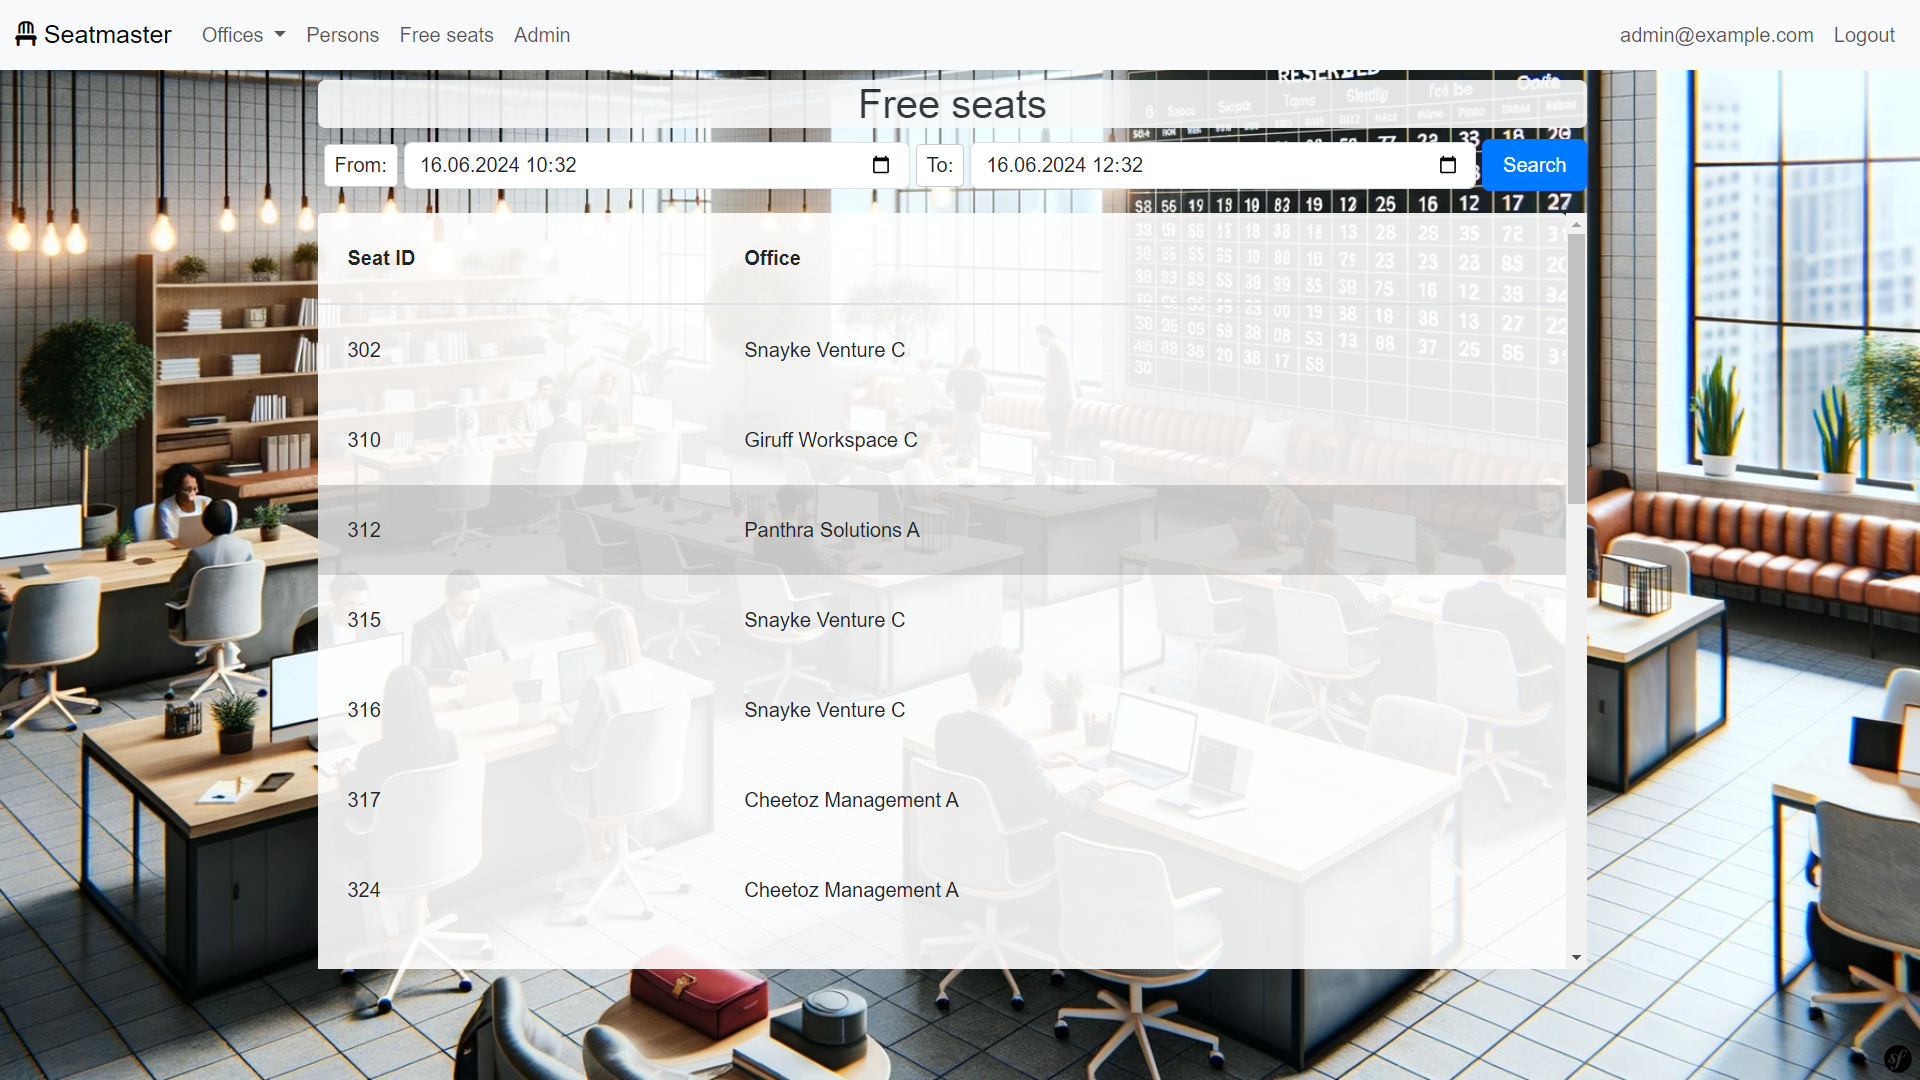 Seatmaster Offices Persons Free seats Admin admin@example.com Logout
Free seats
From: 16.06.2024 10:32 To: 16.06.2024 12:32 Search
Seat ID Office
302 Snayke Venture C
310 Giruff Workspace C
312 Panthra Solutions A
315 Snayke Venture C
316 Snayke Venture C
317 Cheetoz Management A
324 Cheetoz Management A